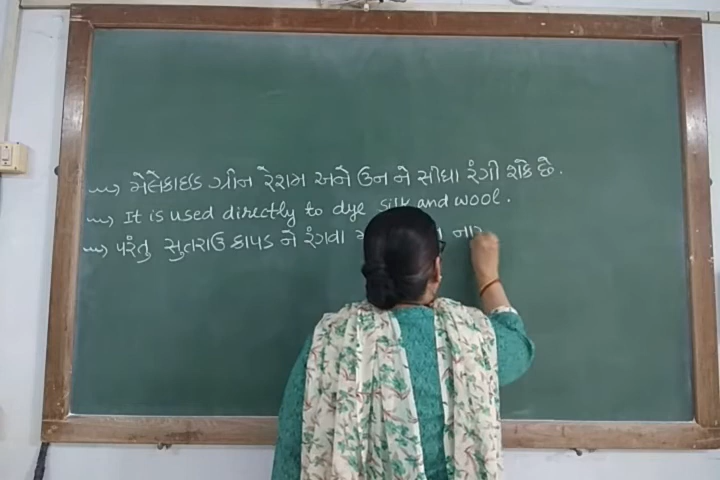 મેલેકાઇડ ગ્રીન રેશમ અને ઉન ને સીધા રંગી શકે છે.
It is used directly to dye silk and wool.
પરંતુ સુતરાઉ કાપડ ને રંગવા